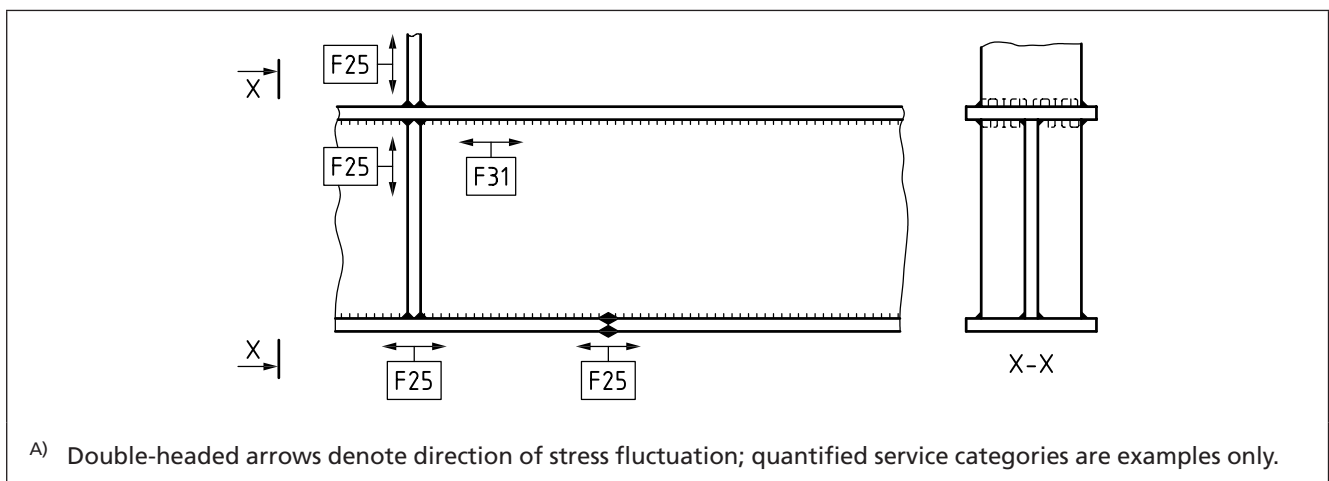 F25
X
F25
F31
X
F25
F25
X-X
A) Double-headed arrows denote direction of stress fluctuation; quantified service categories are examples only.